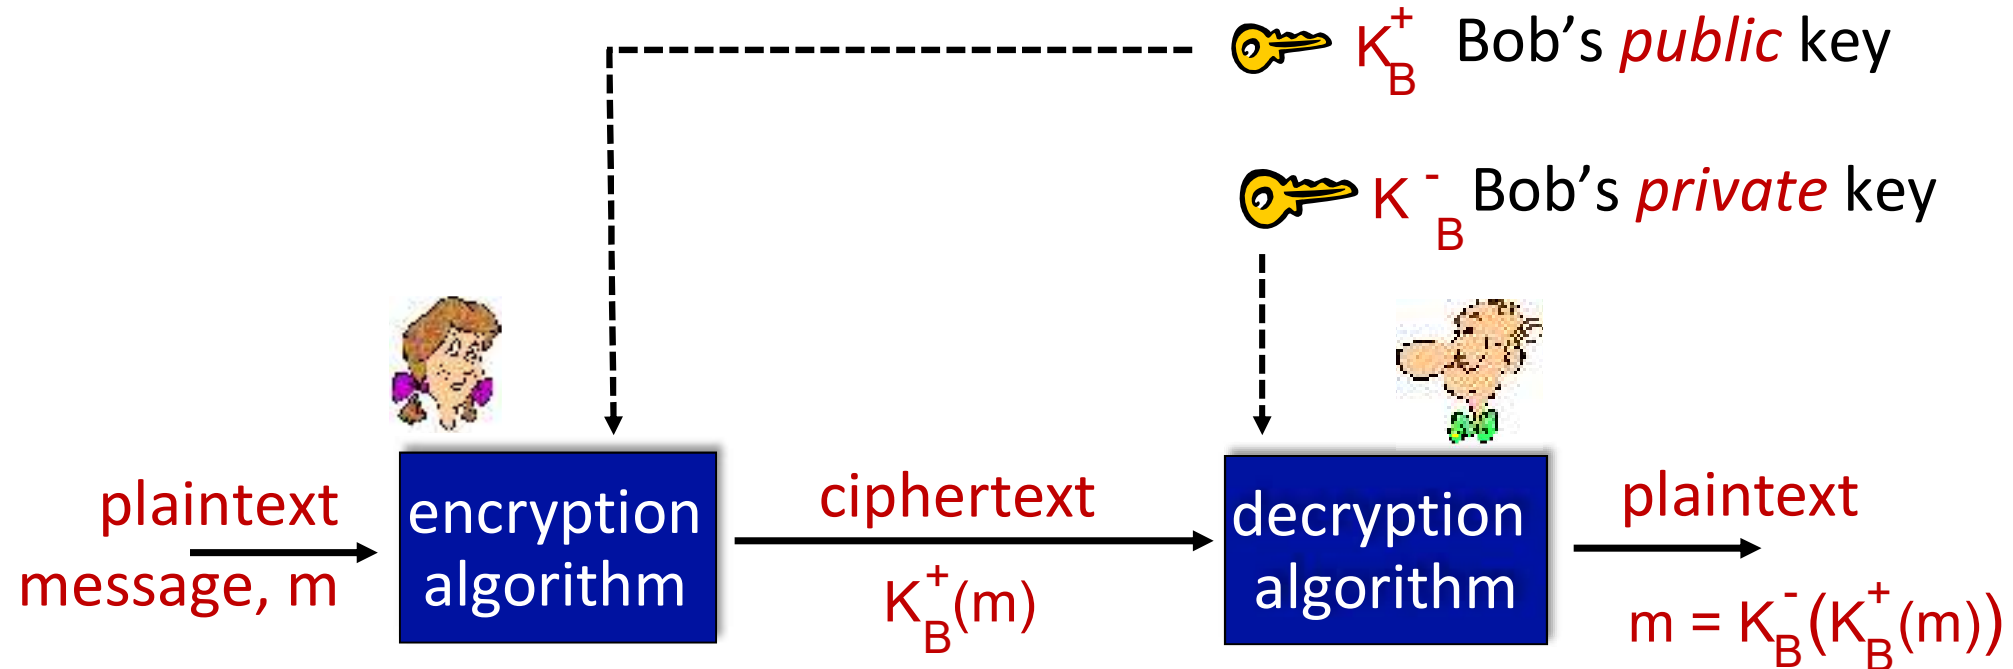 K+B Bob’s public key
K-B Bob’s private key
plaintext
message, m
encryption
algorithm
ciphertext
K+B(m)
decryption
algorithm
plaintext
m = K-B(K+B(m))